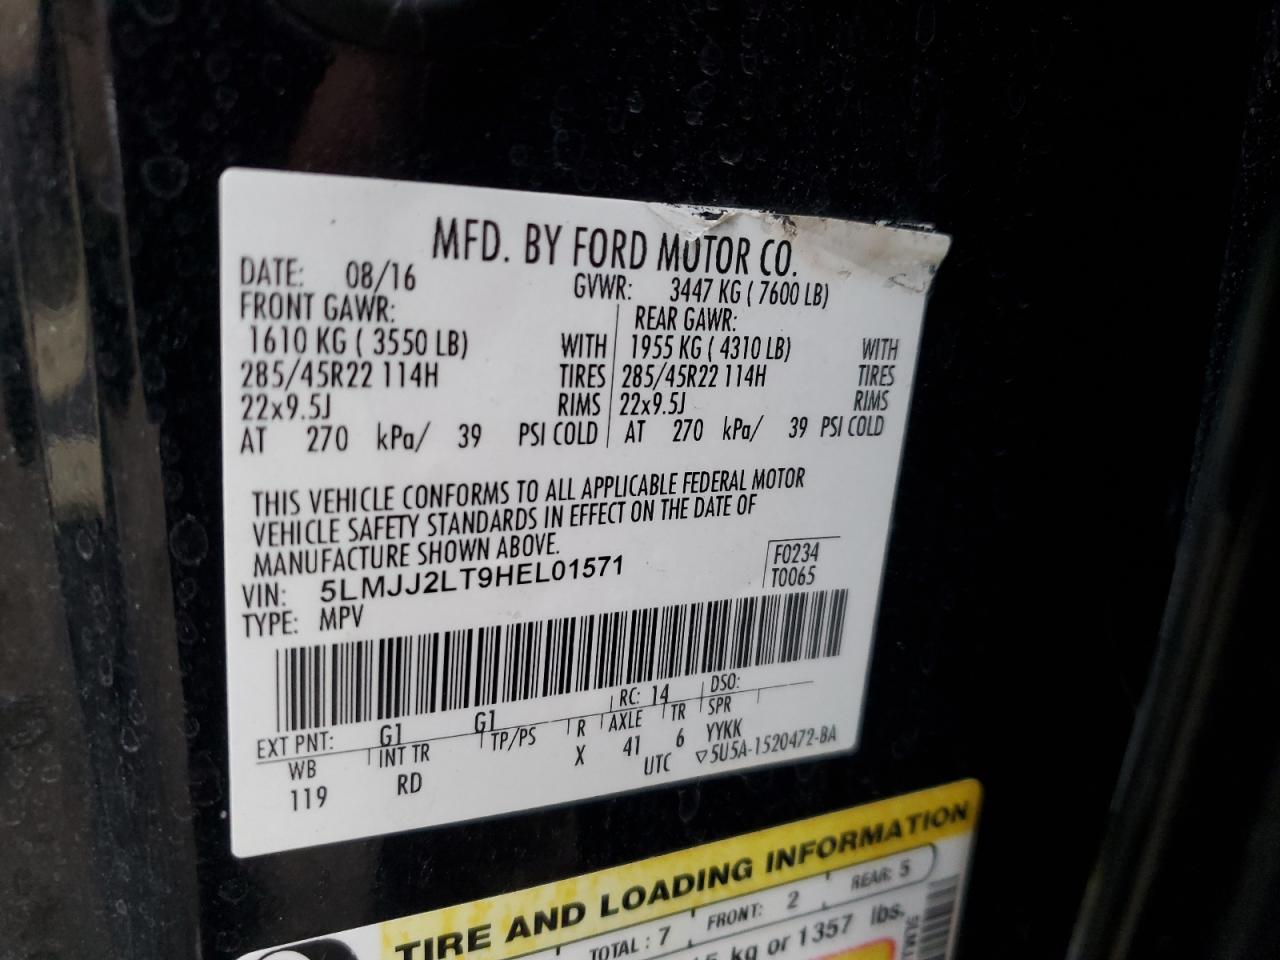 MFD. BY FORD MOTOR CO.
DATE: 08/16 GVWR: 3447 KG ( 7600 LB)
FRONT GAWR: REAR GAWR:
1610 KG ( 3550 LB) WITH 1955 KG ( 4310 LB) WITH
285/45R22 114H TIRES 285/45R22 114H TIRES
22x9.5J RIMS 22x9.5J RIMS
AT 270 kPa/ 39 PSI COLD AT 270 kPa/ 39 PSI COLD
THIS VEHICLE CONFORMS TO ALL APPLICABLE FEDERAL MOTOR
VEHICLE SAFETY STANDARDS IN EFFECT ON THE DATE OF
MANUFACTURE SHOWN ABOVE.
F0234
VIN: 5LMJJ2LT9HEL01571
T0065
TYPE: MPV
EXT PNT: G1 G1 RC: 14 DSO:
WB INT TR TP/PS R AXLE TR SPR
119 RD X 41 6 YYKK
UTC ▽5U5A-1520472-BA
TIRE AND LOADING INFORMATION
TOTAL : 7 FRONT: 2 REAR: 5
kg or 1357 lbs.